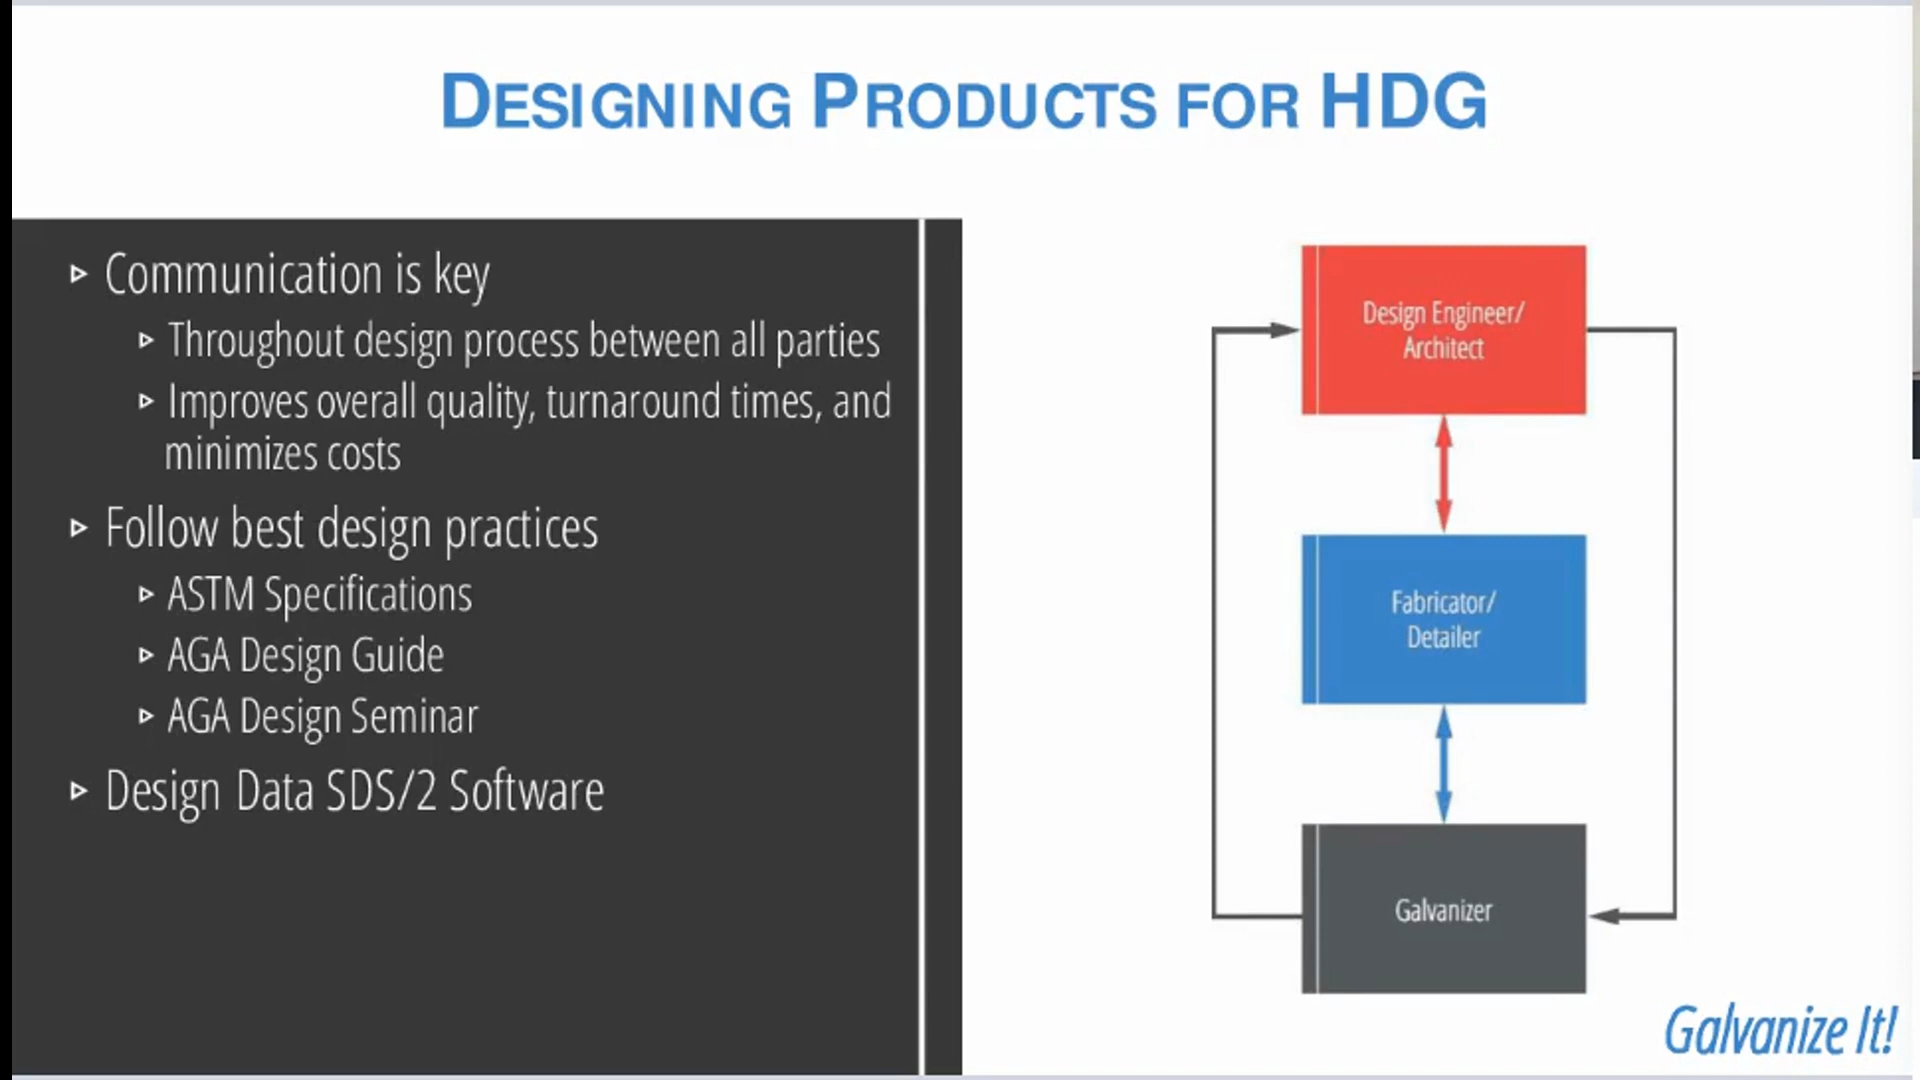 DESIGNING PRODUCTS FOR HDG
Communication is key
Throughout design process between all parties
Improves overall quality, turnaround times, and
minimizes costs
Follow best design practices
ASTM Specifications
AGA Design Guide
AGA Design Seminar
Design Data SDS/2 Software
Design Engineer/
Architect
Fabricator/
Detailer
Galvanizer
Galvanize It!